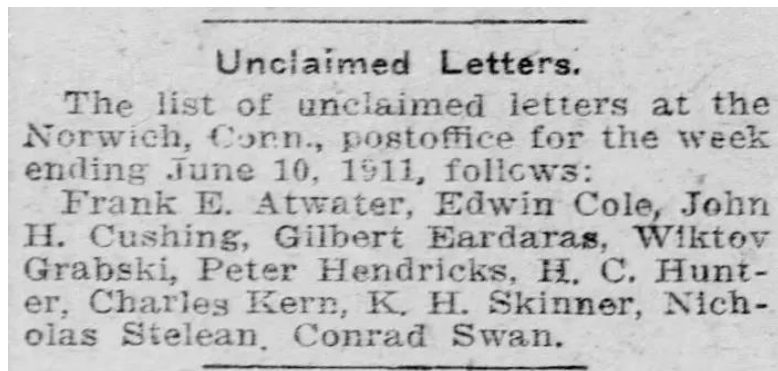 Unclaimed Letters.
The list of unclaimed letters at the
Norwich, Conn., postoffice for the week
ending June 10, 1911, follows:
Frank E. Atwater, Edwin Cole, John
H. Cushing, Gilbert Eardaras, Wiktov
Grabski, Peter Hendricks, H. C. Hunt-
er, Charles Kern, K. H. Skinner, Nich-
olas Stelean, Conrad Swan.